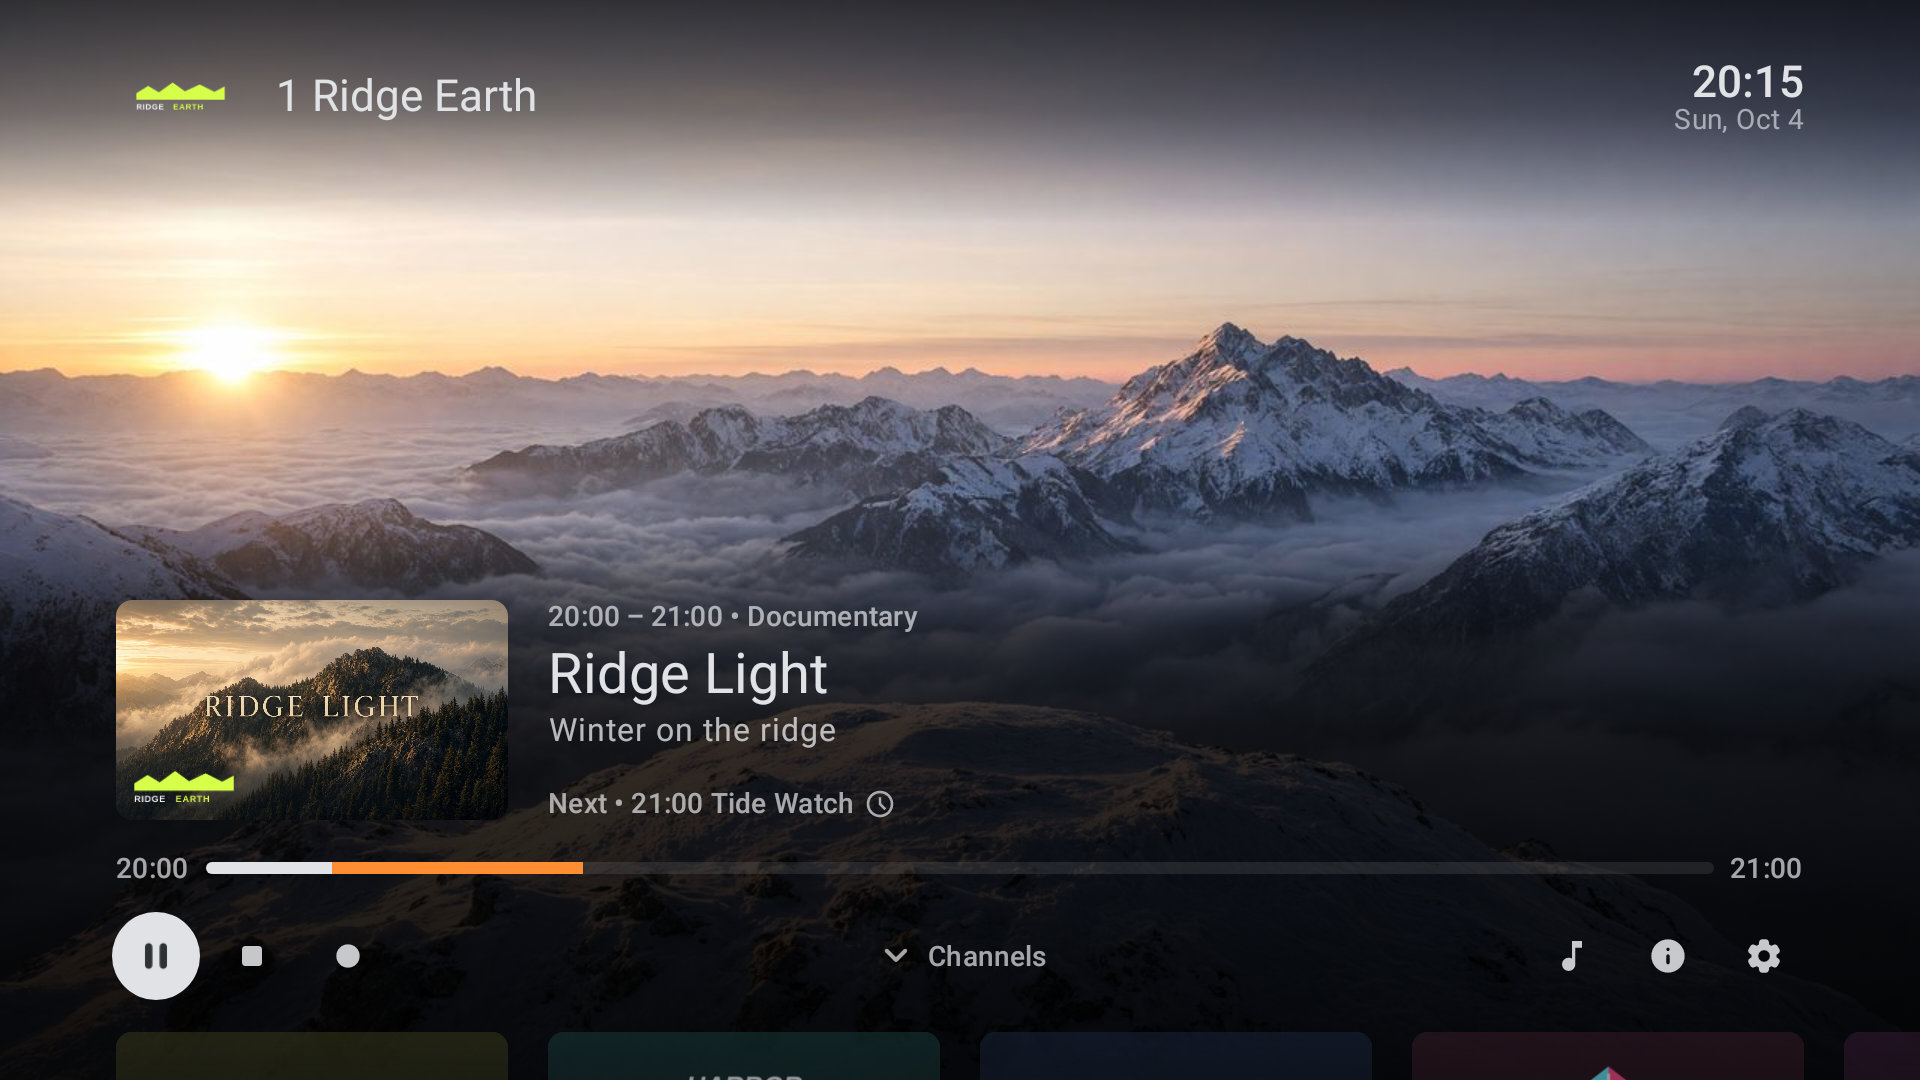 RIDGE EARTH
1 Ridge Earth
20:15
Sun, Oct 4
20:00 – 21:00 • Documentary
Ridge Light
Winter on the ridge
RIDGE LIGHT
RIDGE EARTH
Next • 21:00 Tide Watch
20:00
21:00
Channels